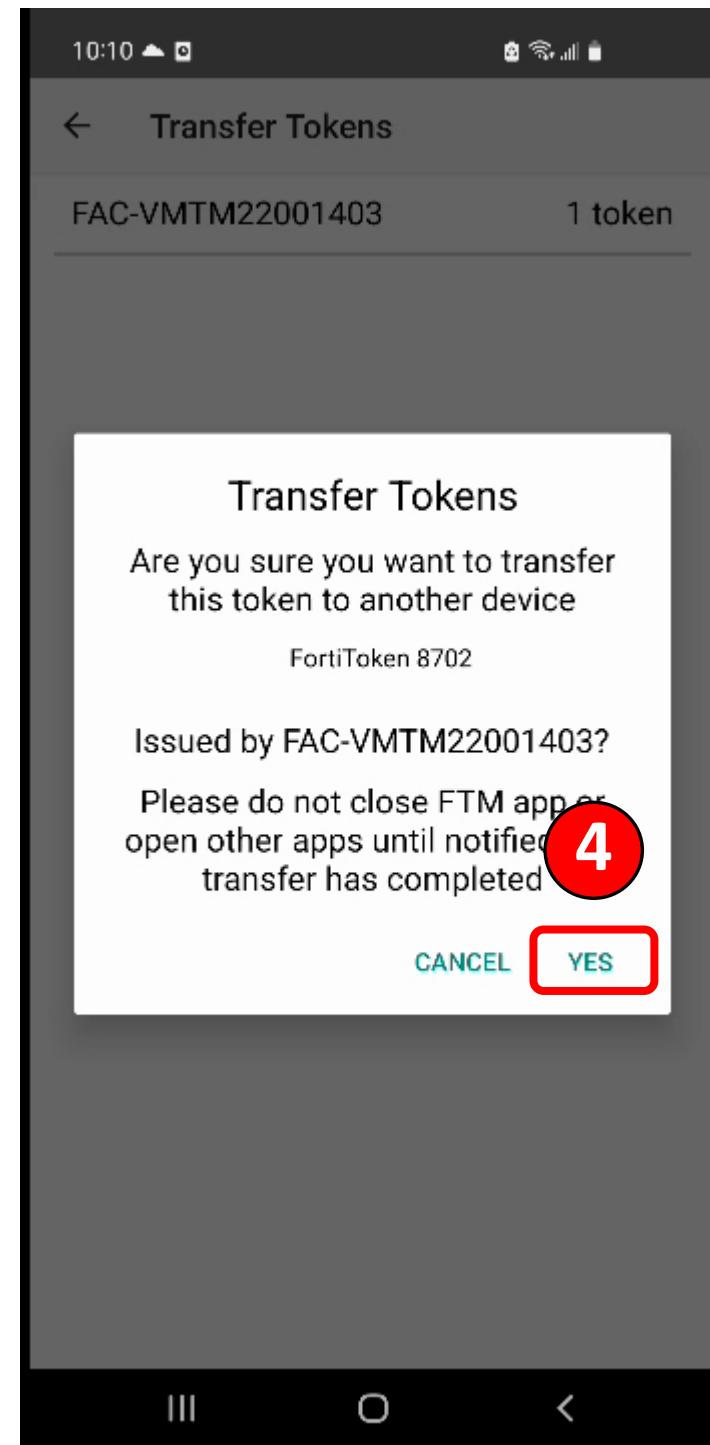 10:10
Transfer Tokens
FAC-VMTM22001403 1 token
Transfer Tokens
Are you sure you want to transfer
this token to another device
FortiToken 8702
Issued by FAC-VMTM22001403?
Please do not close FTM app or
open other apps until notified
transfer has completed
4
CANCEL YES